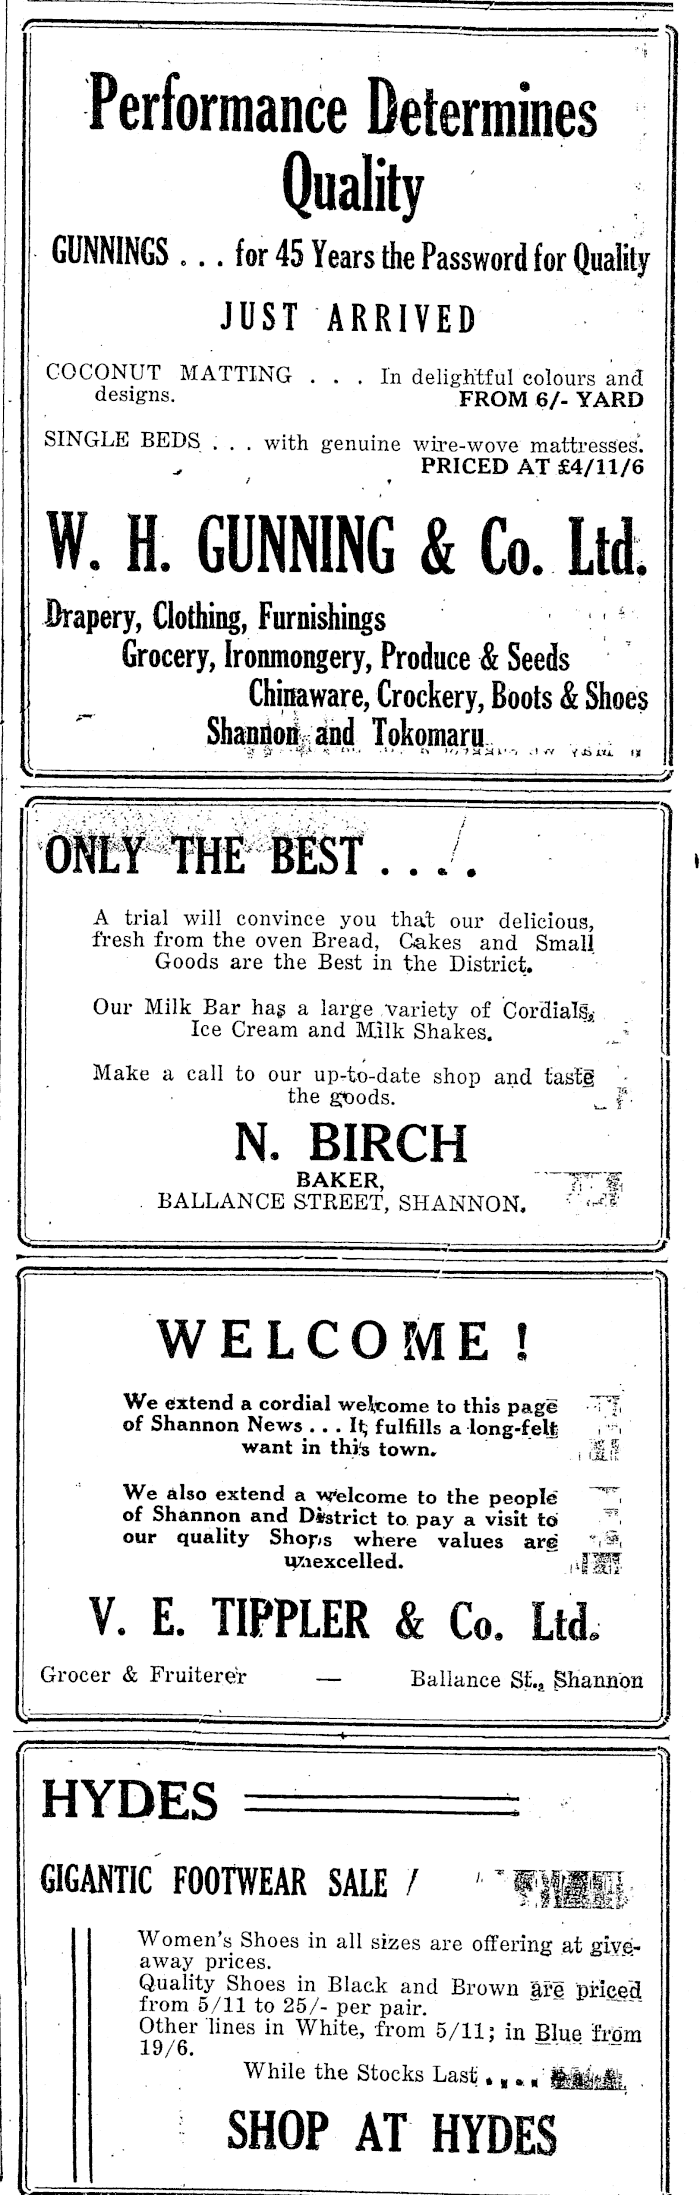 Performance Determines
Quality
GUNNINGS . . . for 45 Years the Password for Quality
JUST ARRIVED
COCONUT MATTING . . . In delightful colours and
designs. FROM 6/- YARD
SINGLE BEDS . . . with genuine wire-wove mattresses.
PRICED AT £4/11/6
W. H. GUNNING & Co. Ltd.
Drapery, Clothing, Furnishings
Grocery, Ironmongery, Produce & Seeds
Chinaware, Crockery, Boots & Shoes
Shannon and Tokomaru
ONLY THE BEST . . . .
A trial will convince you that our delicious,
fresh from the oven Bread, Cakes and Small
Goods are the Best in the District.
Our Milk Bar has a large variety of Cordials,
Ice Cream and Milk Shakes.
Make a call to our up-to-date shop and taste
the goods.
N. BIRCH
BAKER,
BALLANCE STREET, SHANNON.
WELCOME !
We extend a cordial welcome to this page
of Shannon News . . . It fulfills a long-felt
want in this town.
We also extend a welcome to the people
of Shannon and District to pay a visit to
our quality Shops where values are
unexcelled.
V. E. TIPPLER & Co. Ltd.
Grocer & Fruiterer — Ballance St., Shannon
HYDES
GIGANTIC FOOTWEAR SALE !
Women's Shoes in all sizes are offering at give-
away prices.
Quality Shoes in Black and Brown are priced
from 5/11 to 25/- per pair.
Other lines in White, from 5/11; in Blue from
19/6.
While the Stocks Last . . . .
SHOP AT HYDES